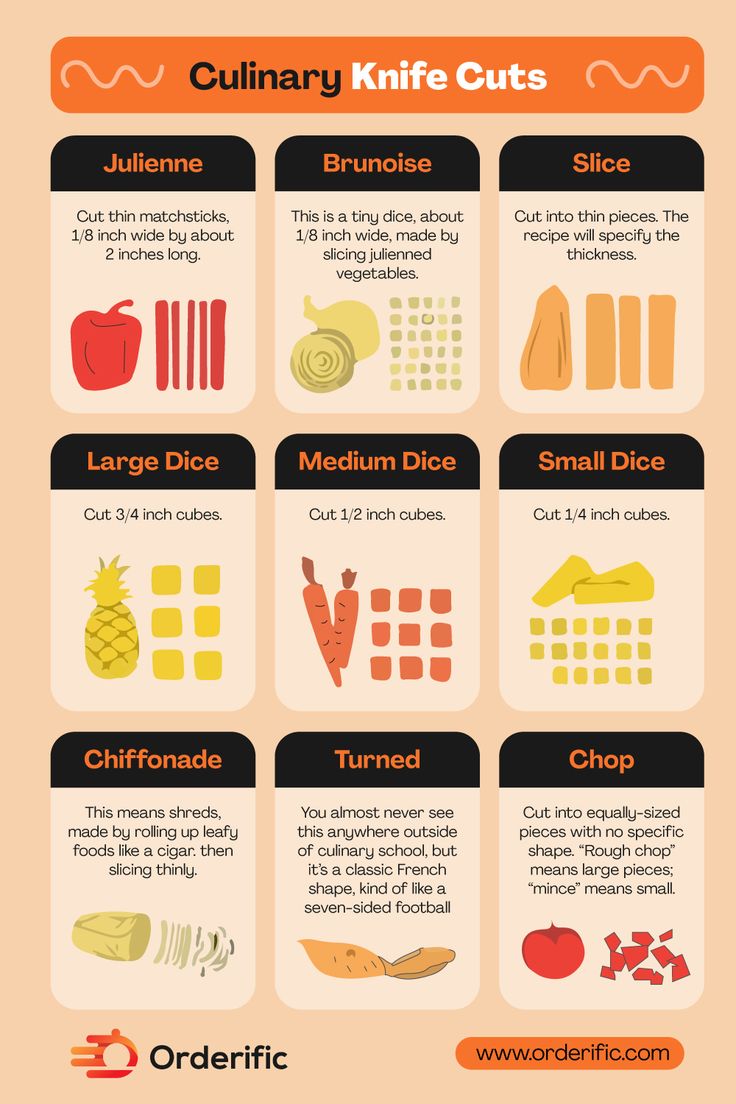 Culinary Knife Cuts
Julienne
Cut thin matchsticks,
1/8 inch wide by about
2 inches long.
Brunoise
This is a tiny dice, about
1/8 inch wide, made by
slicing julienned
vegetables.
Slice
Cut into thin pieces. The
recipe will specify the
thickness.
Large Dice
Cut 3/4 inch cubes.
Medium Dice
Cut 1/2 inch cubes.
Small Dice
Cut 1/4 inch cubes.
Chiffonade
This means shreds,
made by rolling up leafy
foods like a cigar. then
slicing thinly.
Turned
You almost never see
this anywhere outside
of culinary school, but
it's a classic French
shape, kind of like a
seven-sided football
Chop
Cut into equally-sized
pieces with no specific
shape. “Rough chop”
means large pieces;
“mince” means small.
Orderific
www.orderific.com